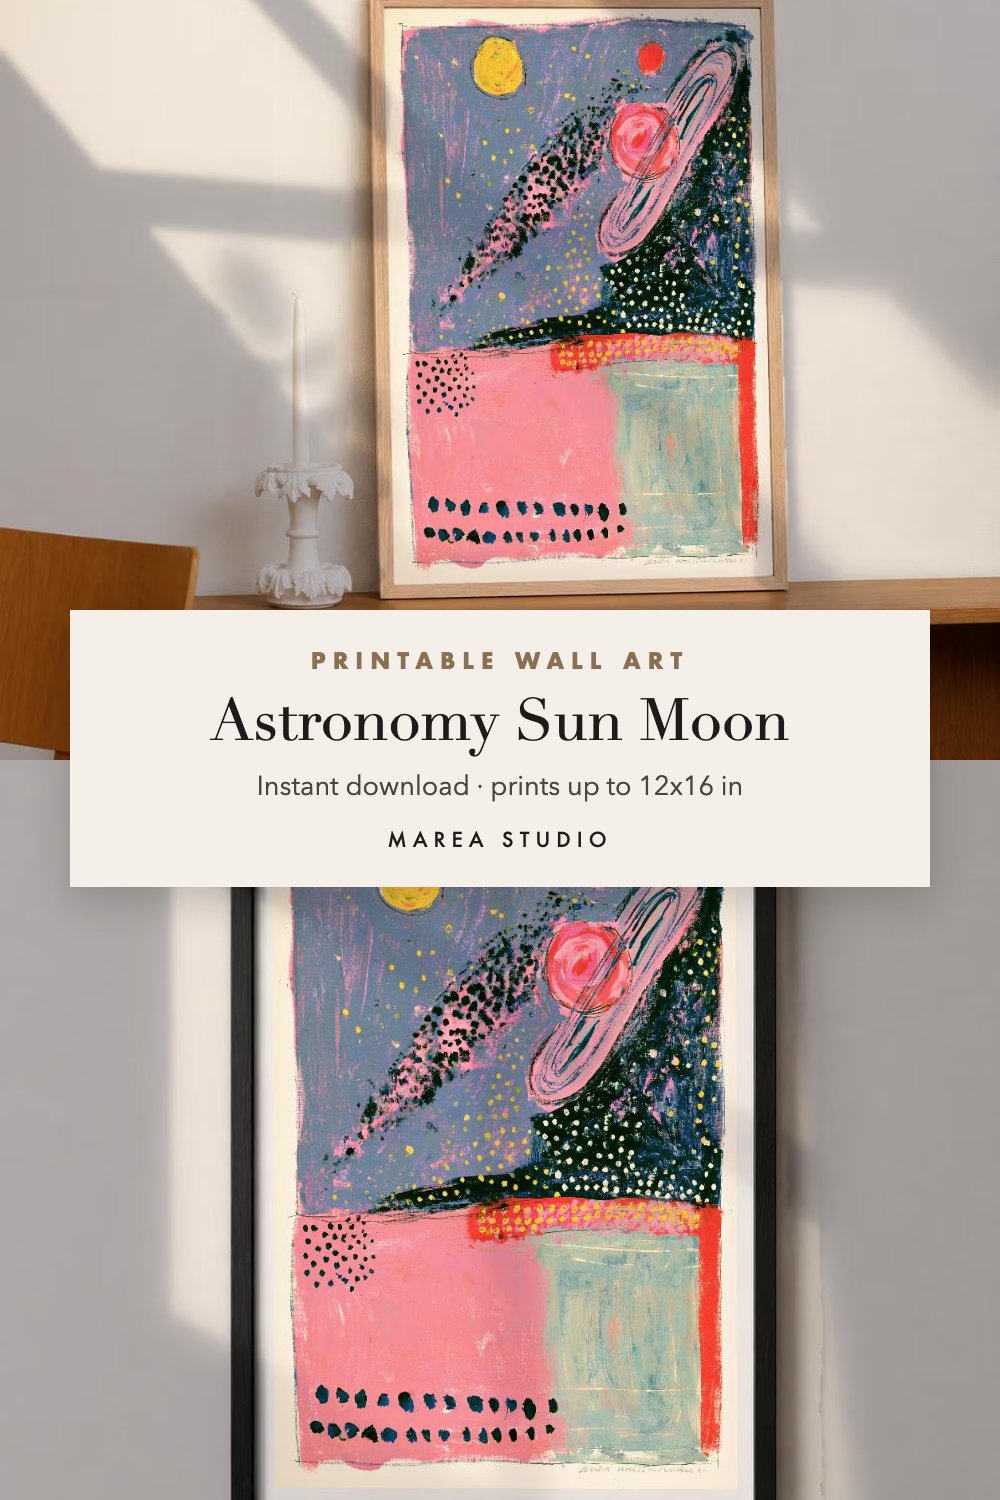 PRINTABLE WALL ART
Astronomy Sun Moon
Instant download · prints up to 12x16 in
MAREA STUDIO